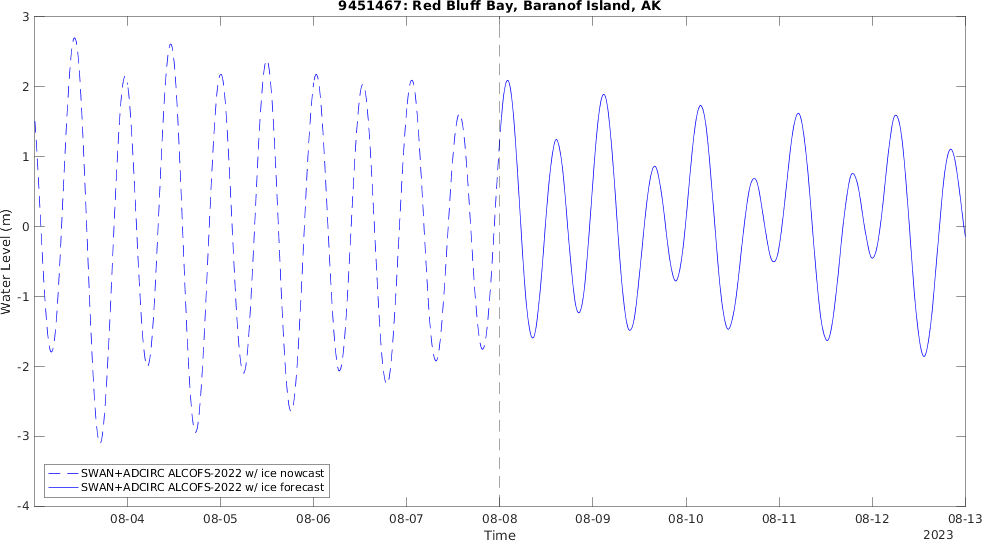 9451467: Red Bluff Bay, Baranof Island, AK
3
2
1
0
-1
-2
-3
-4
Water Level (m)
SWAN+ADCIRC ALCOFS-2022 w/ ice nowcast
SWAN+ADCIRC ALCOFS-2022 w/ ice forecast
08-04 08-05 08-06 08-07 08-08 08-09 08-10 08-11 08-12 08-13
Time
2023